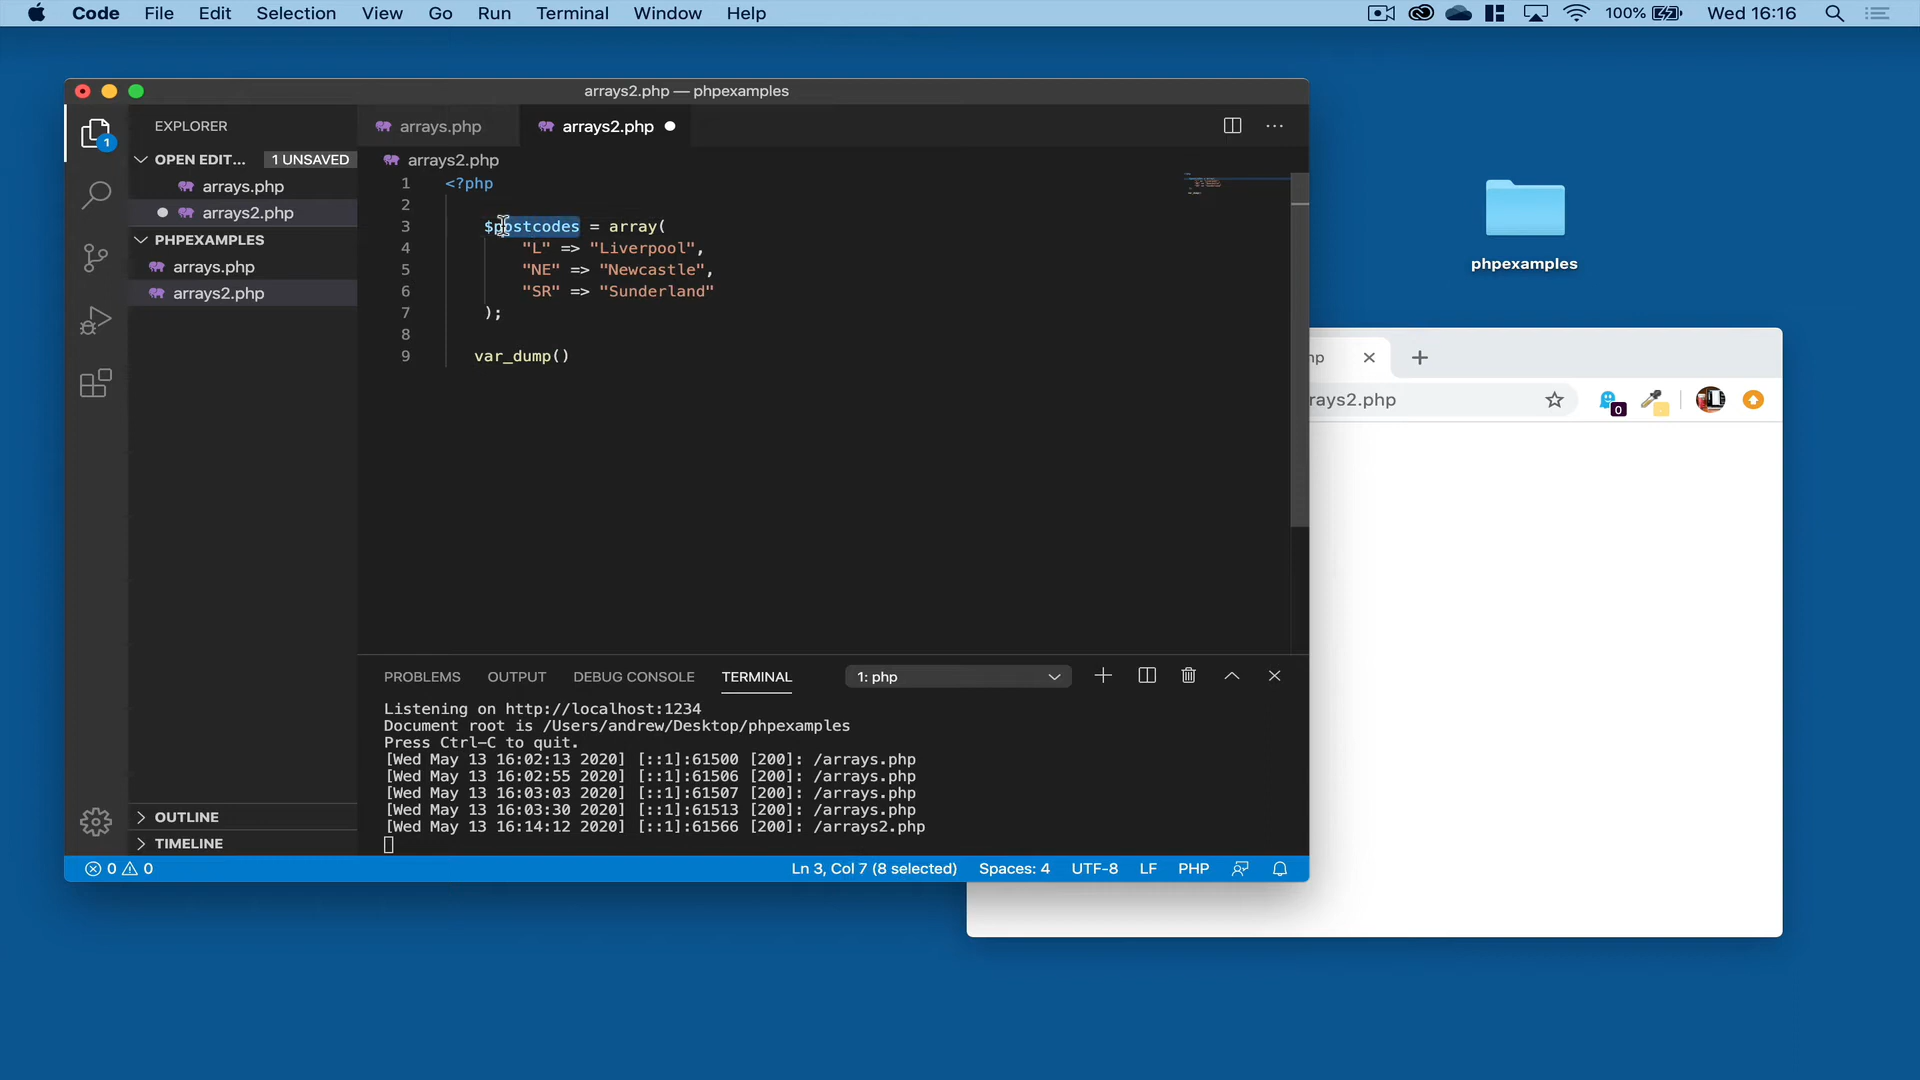 Code File Edit Selection View Go Run Terminal Window Help 100% Wed 16:16
arrays2.php — phpexamples
EXPLORER
OPEN EDIT... 1 UNSAVED
arrays.php
arrays2.php
PHPEXAMPLES
arrays.php
arrays2.php
OUTLINE
TIMELINE
1
arrays.php arrays2.php
arrays2.php
1 <?php
2
3 $postcodes = array(
4 "L" => "Liverpool",
5 "NE" => "Newcastle",
6 "SR" => "Sunderland"
7 );
8
9 var_dump()
PROBLEMS OUTPUT DEBUG CONSOLE TERMINAL 1: php
Listening on http://localhost:1234
Document root is /Users/andrew/Desktop/phpexamples
Press Ctrl-C to quit.
[Wed May 13 16:02:13 2020] [::1]:61500 [200]: /arrays.php
[Wed May 13 16:02:55 2020] [::1]:61506 [200]: /arrays.php
[Wed May 13 16:03:03 2020] [::1]:61507 [200]: /arrays.php
[Wed May 13 16:03:30 2020] [::1]:61513 [200]: /arrays.php
[Wed May 13 16:14:12 2020] [::1]:61566 [200]: /arrays2.php
0 0 Ln 3, Col 7 (8 selected) Spaces: 4 UTF-8 LF PHP
phpexamples
hp
rays2.php
0